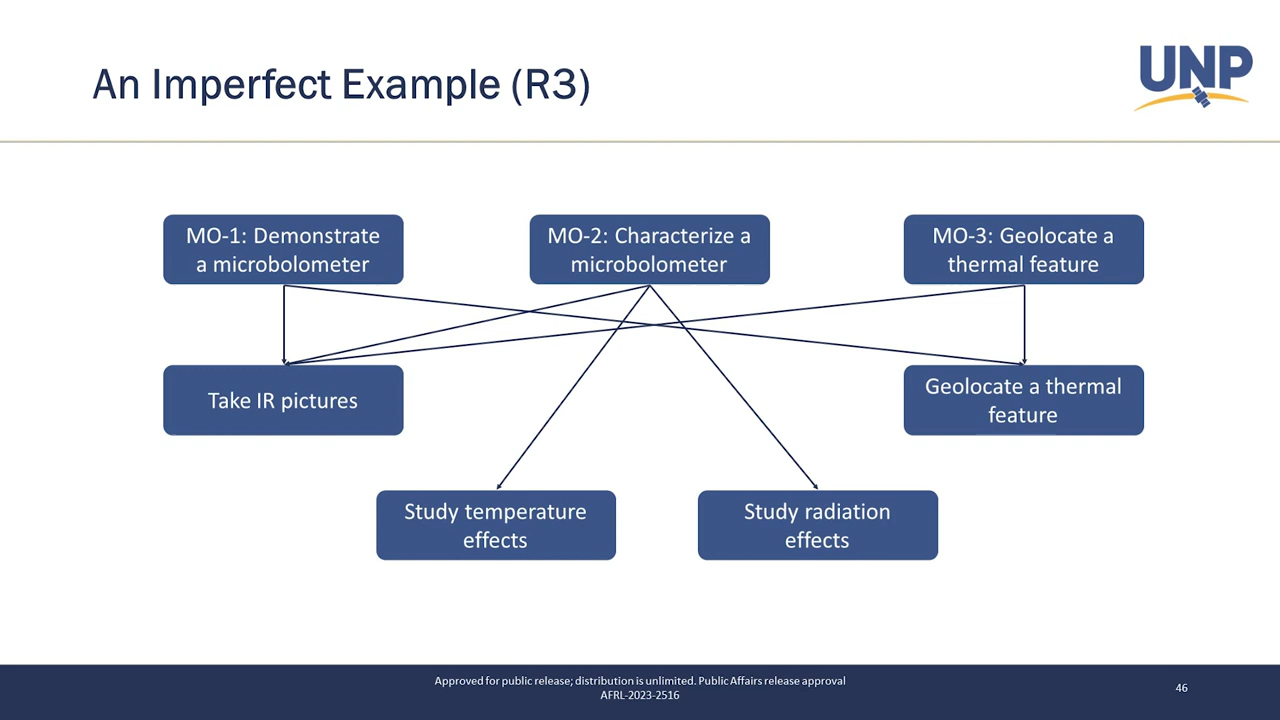 An Imperfect Example (R3)
UNP
MO-1: Demonstrate
a microbolometer
MO-2: Characterize a
microbolometer
MO-3: Geolocate a
thermal feature
Take IR pictures
Geolocate a thermal
feature
Study temperature
effects
Study radiation
effects
Approved for public release; distribution is unlimited. Public Affairs release approval
AFRL-2023-2516
46